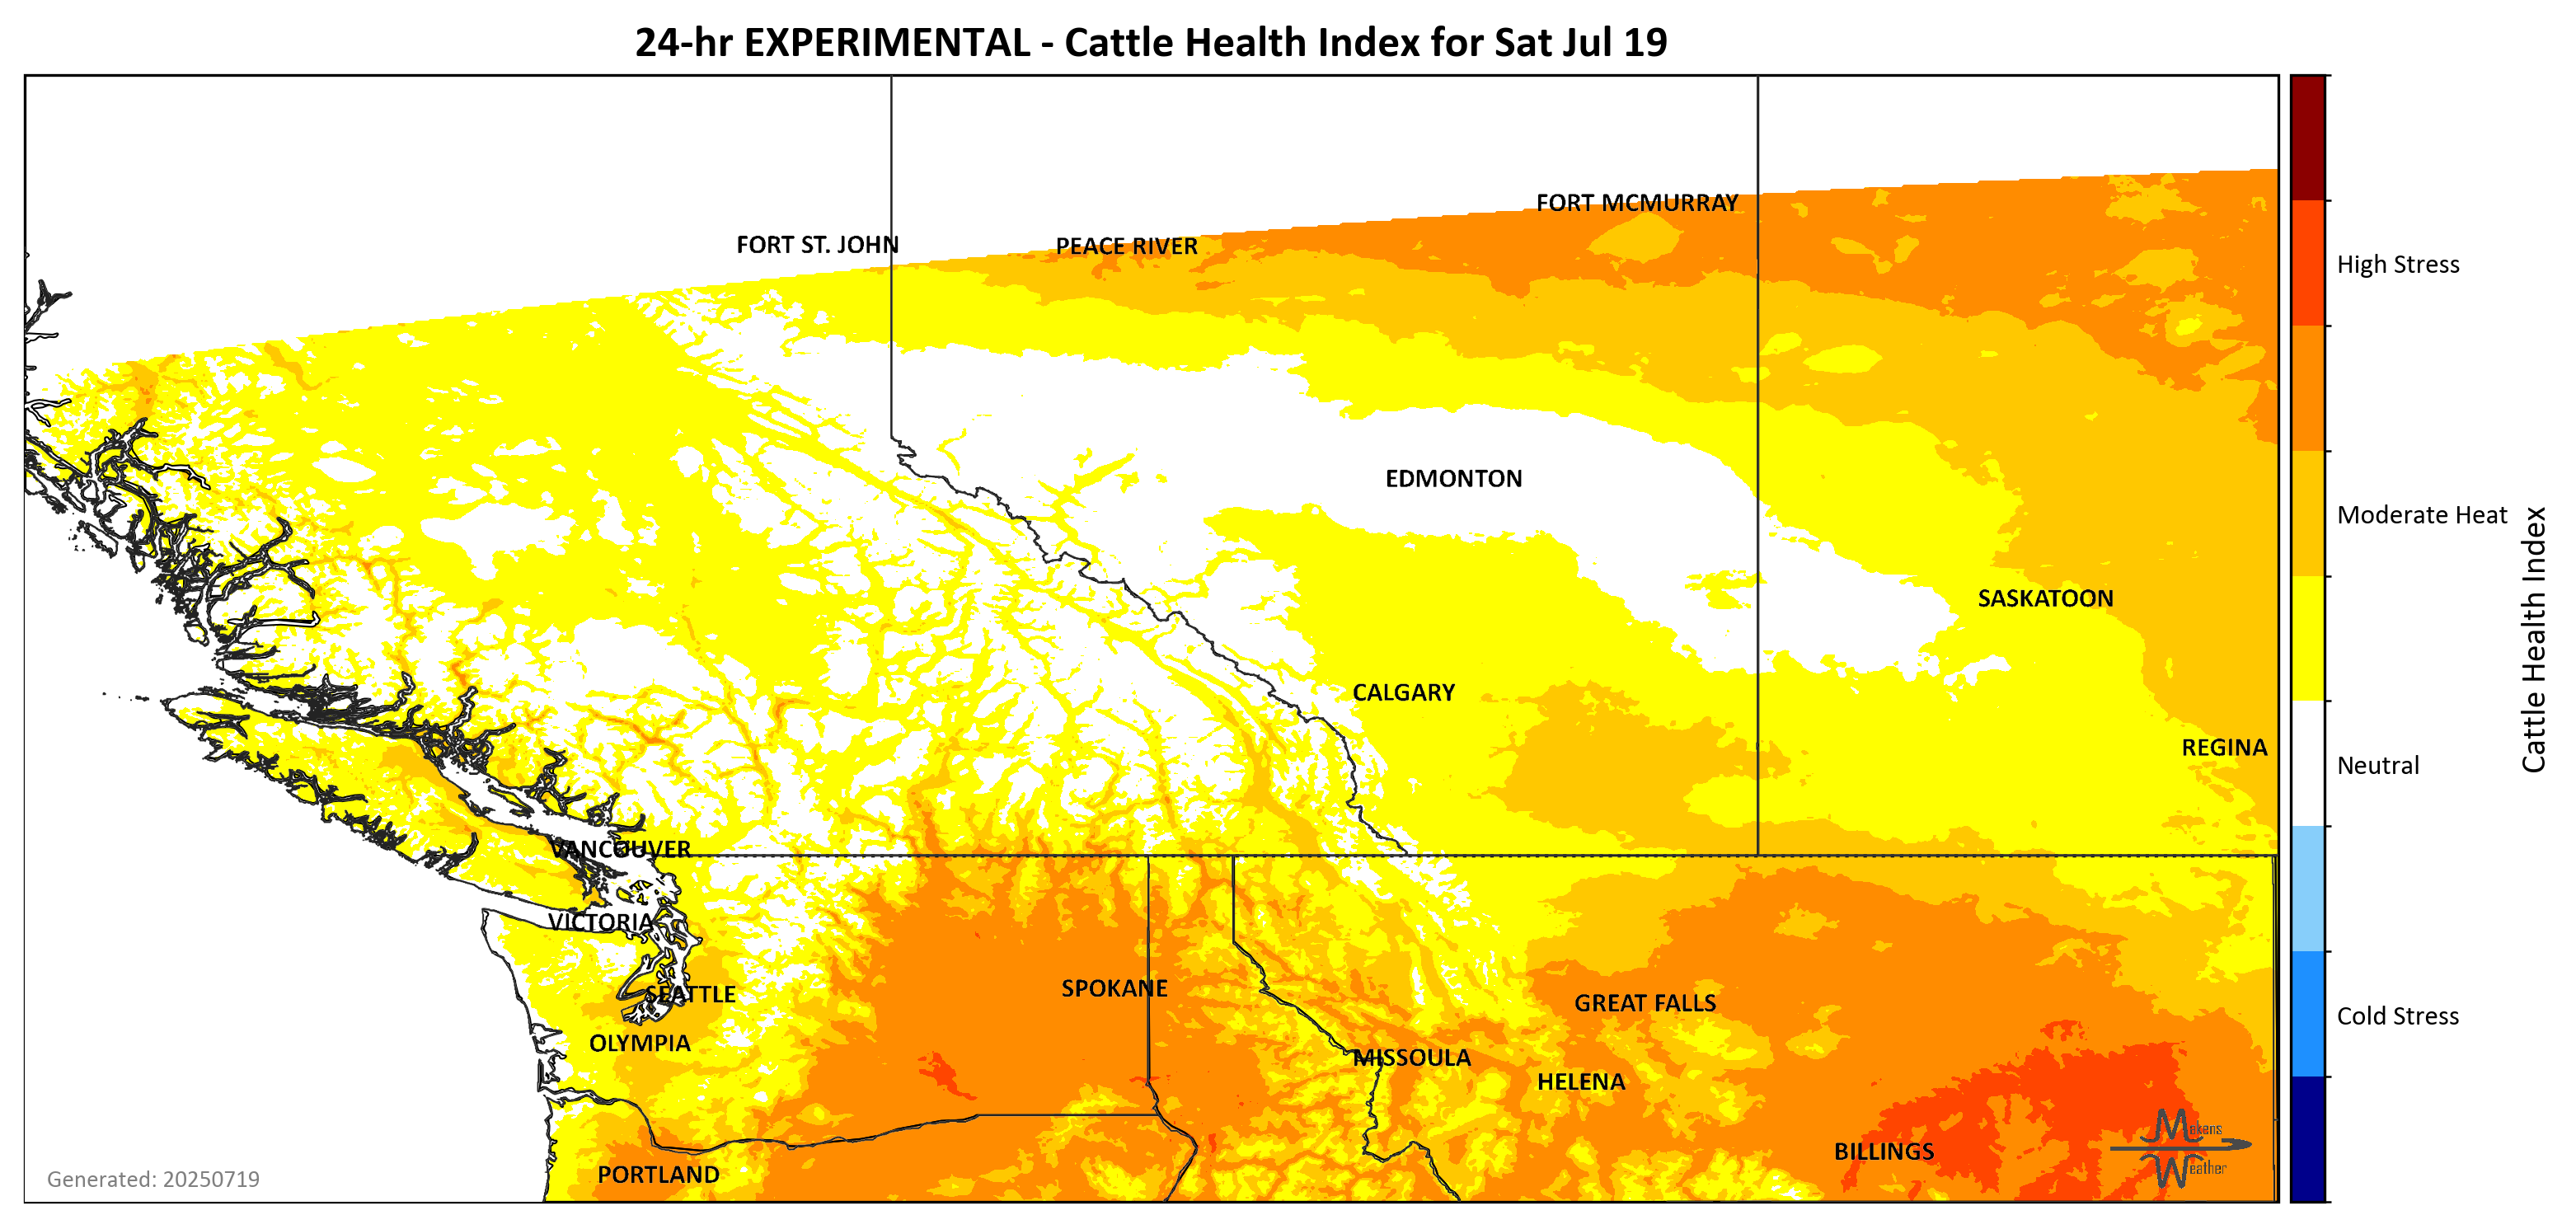 24-hr EXPERIMENTAL - Cattle Health Index for Sat Jul 19
FORT MCMURRAY
FORT ST. JOHN
PEACE RIVER
High Stress
EDMONTON
Moderate Heat
SASKATOON
CALGARY
REGINA
Neutral
Cattle Health Index
VANCOUVER
VICTORIA
SPOKANE
SEATTLE
GREAT FALLS
Cold Stress
OLYMPIA
MISSOULA
HELENA
Makens
Weather
BILLINGS
PORTLAND
Generated: 20250719